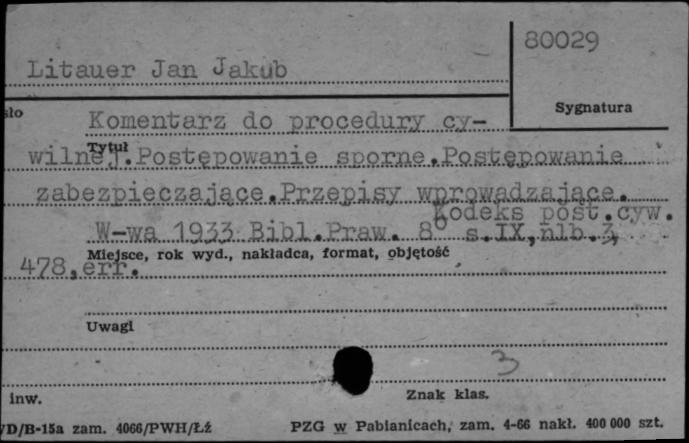 80029
Litauer Jan Jakub
Sygnatura
sło
Komentarz do procedury cy-
Tytuł
wilnej.Postępowanie sporne.Postępowanie
zabezpieczające.Przepisy wprowadzające.
Kodeks post.cyw.
W-wa 1933 Bibl.Praw. 8° s.IX,nlb.3,
Miejsce, rok wyd., nakładca, format, objętość
478,err.
Uwagi
3
inw.
Znak klas.
/D/B-15a zam. 4066/PWH/Łż PZG w Pabianicach, zam. 4-66 nakł. 400 000 szt.